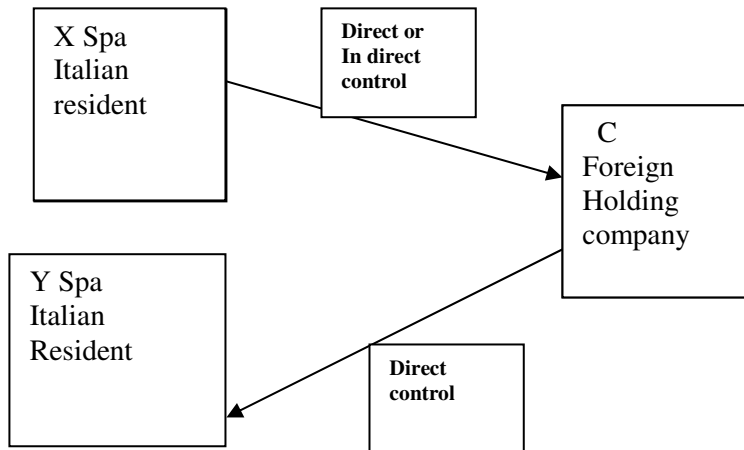 X Spa
Italian
resident
Direct or
In direct
control
C
Foreign
Holding
company
Y Spa
Italian
Resident
Direct
control